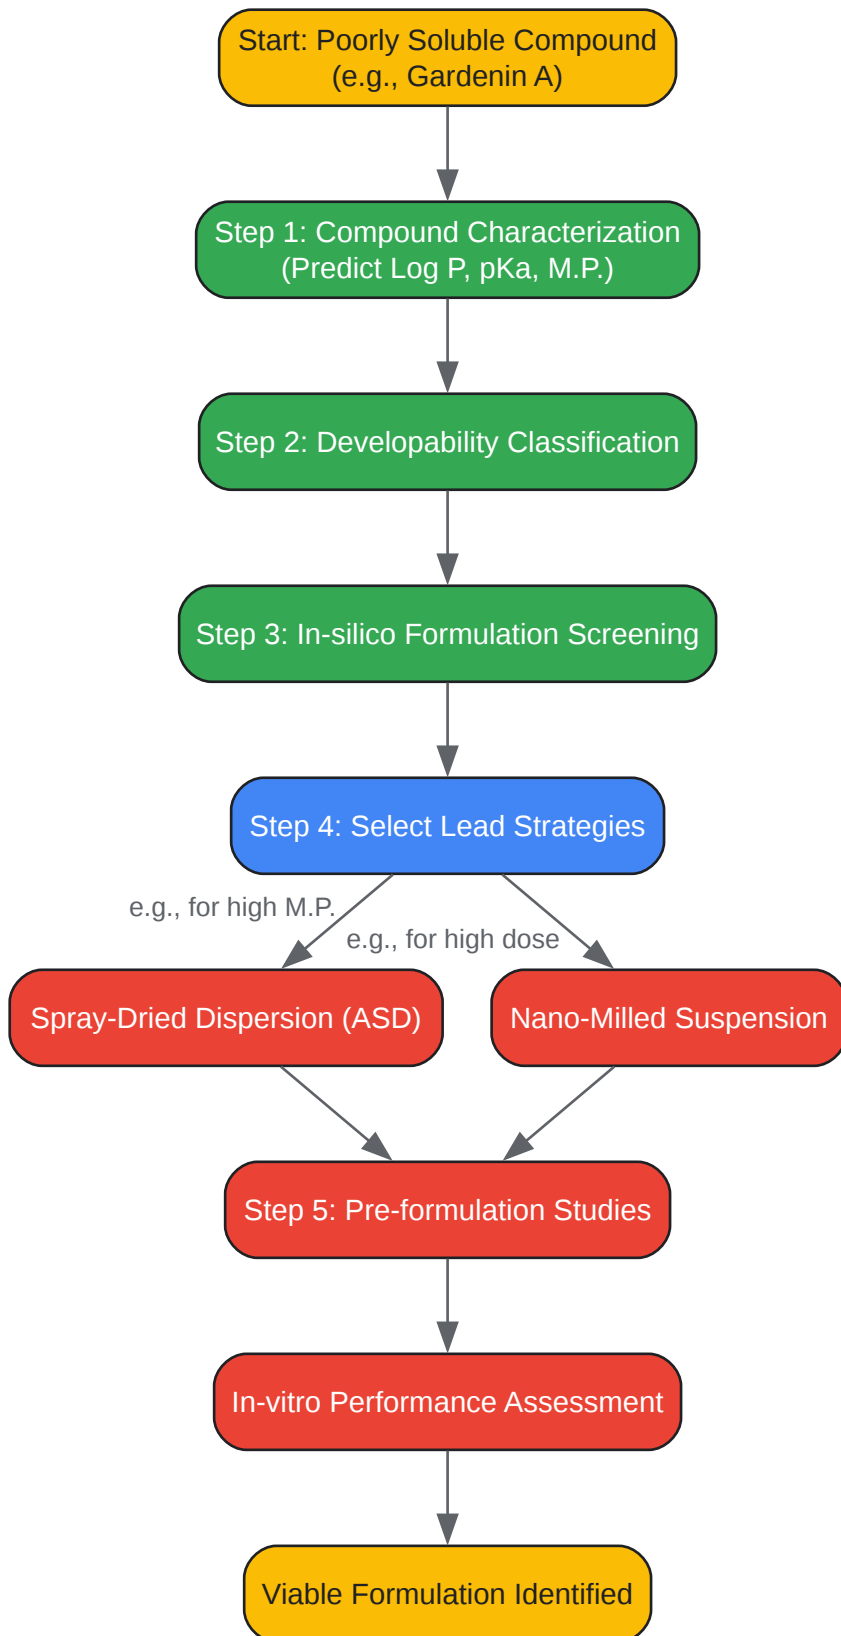 Start: Poorly Soluble Compound
(e.g., Gardenin A)
Step 1: Compound Characterization
(Predict Log P, pKa, M.P.)
Step 2: Developability Classification
Step 3: In-silico Formulation Screening
Step 4: Select Lead Strategies
e.g., for high M.P.
e.g., for high dose
Spray-Dried Dispersion (ASD)
Nano-Milled Suspension
Step 5: Pre-formulation Studies
In-vitro Performance Assessment
Viable Formulation Identified